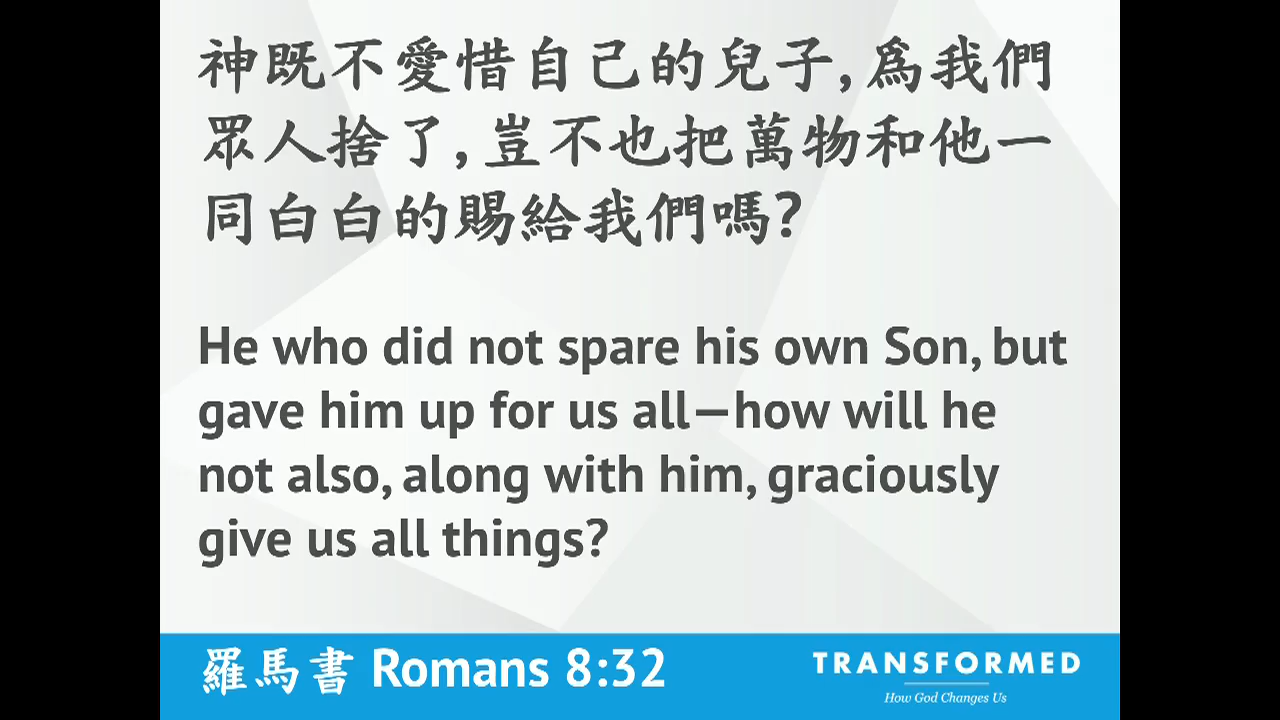 神既不愛惜自己的兒子,爲我們
眾人捨了,豈不也把萬物和他一
同白白的賜給我們嗎?
He who did not spare his own Son, but
gave him up for us all—how will he
not also, along with him, graciously
give us all things?
羅馬書 Romans 8:32
TRANSFORMED
How God Changes Us